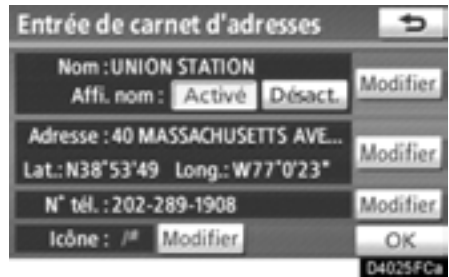 Entrée de carnet d'adresses
Nom :UNION STATION
Affi. nom : Activé Désact. Modifier
Adresse :40 MASSACHUSETTS AVE...
Lat.:N38°53'49 Long.:W77°0'23" Modifier
N° tél. :202-289-1908 Modifier
Icône : Modifier OK
D4025FCa